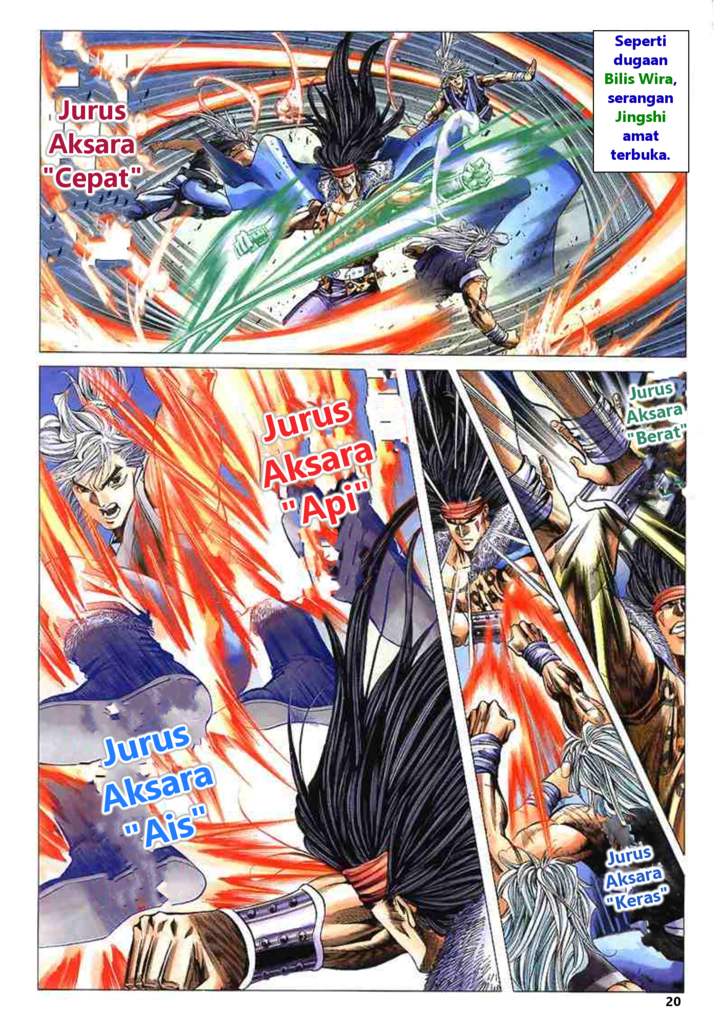 Seperti
dugaan
Bilis Wira,
serangan
Jingshi
amat
terbuka.
Jurus
Aksara
"Cepat"
Jurus
Aksara
"Api"
Jurus
Aksara
"Berat"
Jurus
Aksara
"Ais"
Jurus
Aksara
"Keras"
20